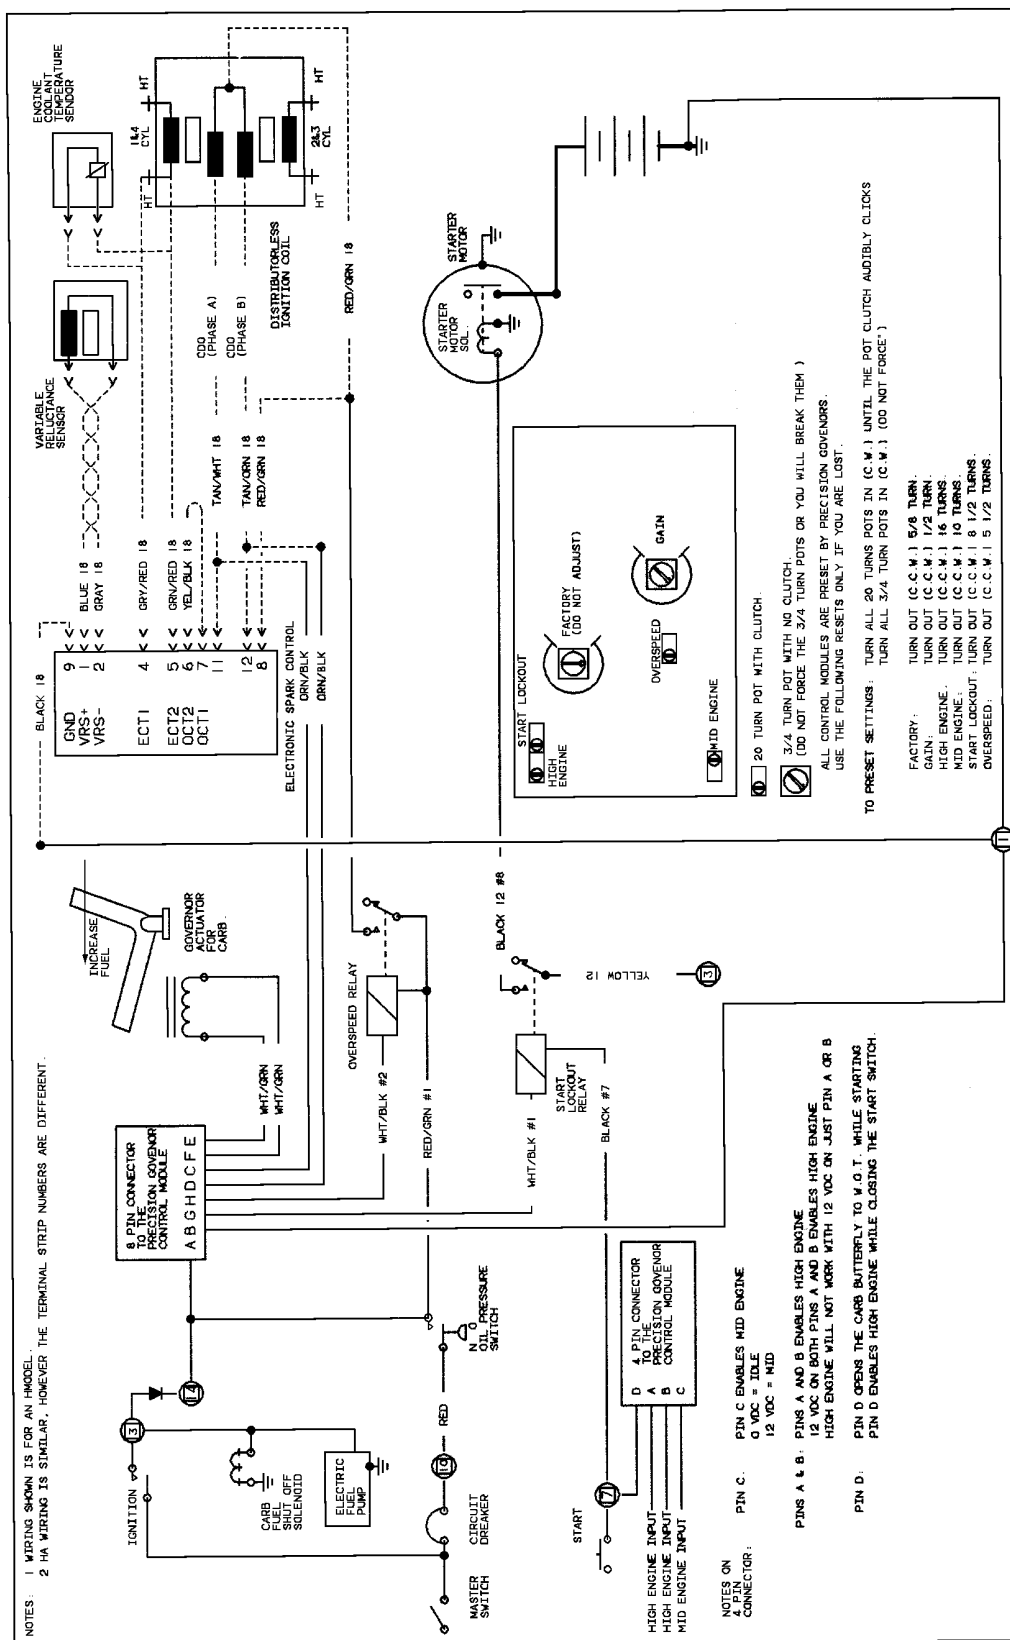 NOTES: 1 WIRING SHOWN IS FOR AN HMODEL.
2 HA WIRING IS SIMILAR, HOWEVER THE TERMINAL STRIP NUMBERS ARE DIFFERENT.
IGNITION
13
14
CARB
FUEL
SHUT OFF
SOLENOID
ELECTRIC
FUEL
PUMP
MASTER
SWITCH
CIRCUIT
DREAKER
19
RED
N O
OIL PRESSURE
SWITCH
8 PIN CONNECTOR
TO THE
PRECISION GOVENOR
CONTROL MODULE
A B G H D C F E
WHT/GRN
WHT/GRN
INCREASE
FUEL
GOVERNOR
ACTUATOR
FOR
CARB.
OVERSPEED RELAY
WHT/BLK #2
RED/GRN #1
WHT/BLK #1
START
LOCKOUT
RELAY
BLACK #7
BLACK 12 #8
YELLOW 12
13
11
START
17
4 PIN CONNECTOR
TO THE
PRECISION GOVENOR
CONTROL MODULE
D
A
B
C
HIGH ENGINE INPUT
HIGH ENGINE INPUT
MID ENGINE INPUT
NOTES ON
4 PIN
CONNECTOR:
PIN C. PIN C ENABLES MID ENGINE
0 VDC = IDLE
12 VDC = MID
PINS A & B: PINS A AND B ENABLES HIGH ENGINE
12 VDC ON BOTH PINS A AND B ENABLES HIGH ENGINE
HIGH ENGINE WILL NOT WORK WITH 12 VDC ON JUST PIN A OR B
PIN D: PIN D OPENS THE CARB BUTTERFLY TO W.O.T. WHILE STARTING
PIN D ENABLES HIGH ENGINE WHILE CLOSING THE START SWITCH.
BLACK 18
GND 9
VRS+ 1
VRS- 2
ECT1 4
ECT2 5
OCT2 6
OCT1 7
11
12
8
ELECTRONIC SPARK CONTROL
ORN/BLK
ORN/BLK
BLUE 18
GRAY 18
GRY/RED 18
GRN/RED 18
YEL/BLK 18
TAN/WHT 18
TAN/ORN 18
RED/GRN 18
VARIABLE
RELUCTANCE
SENSOR
ENGINE
COOLANT
TEMPERATURE
SENDOR
CDO
(PHASE A)
CDO
(PHASE B)
1&4
CYL
2&3
CYL
HT
HT
HT
HT
DISTRIBUTORLESS
IGNITION COIL
RED/GRN 18
STARTER
MOTOR
STARTER
MOTOR
SOL.
START LOCKOUT
HIGH
ENGINE
FACTORY
(DO NOT ADJUST)
OVERSPEED
GAIN
MID ENGINE
20 TURN POT WITH CLUTCH.
3/4 TURN POT WITH NO CLUTCH.
(DO NOT FORCE THE 3/4 TURN POTS OR YOU WILL BREAK THEM )
ALL CONTROL MODULES ARE PRESET BY PRECISION GOVENORS.
USE THE FOLLOWING RESETS ONLY IF YOU ARE LOST.
TO PRESET SETTINGS: TURN ALL 20 TURNS POTS IN (C.W.) UNTIL THE POT CLUTCH AUDIBLY CLICKS
TURN ALL 3/4 TURN POTS IN (C.W.) (DO NOT FORCE")
FACTORY: TURN OUT (C.C.W.) 5/8 TURN.
GAIN: TURN OUT (C.C.W.) 1/2 TURN.
HIGH ENGINE. TURN OUT (C.C.W.) 16 TURNS.
MID ENGINE: TURN OUT (C.C.W.) 10 TURNS.
START LOCKOUT: TURN OUT (C.C.W.) 8 1/2 TURNS.
OVERSPEED: TURN OUT (C.C.W.) 5 1/2 TURNS.